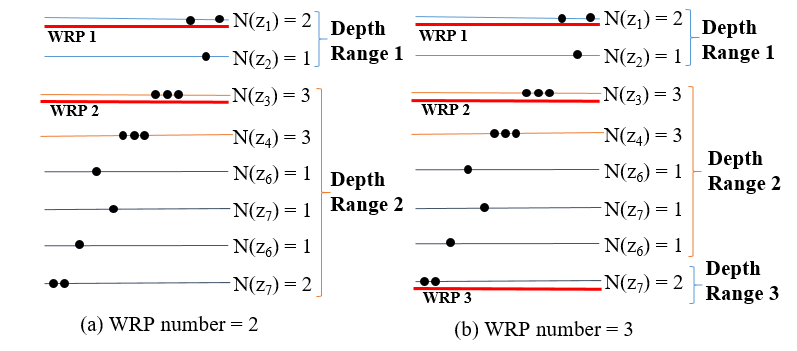 N(z1) = 2
WRP 1
N(z2) = 1
Depth
Range 1
N(z3) = 3
WRP 2
N(z4) = 3
N(z6) = 1
N(z7) = 1
N(z6) = 1
N(z7) = 2
Depth
Range 2
(a) WRP number = 2
N(z1) = 2
WRP 1
N(z2) = 1
Depth
Range 1
N(z3) = 3
WRP 2
N(z4) = 3
N(z6) = 1
N(z7) = 1
N(z6) = 1
Depth
Range 2
N(z7) = 2
WRP 3
Depth
Range 3
(b) WRP number = 3